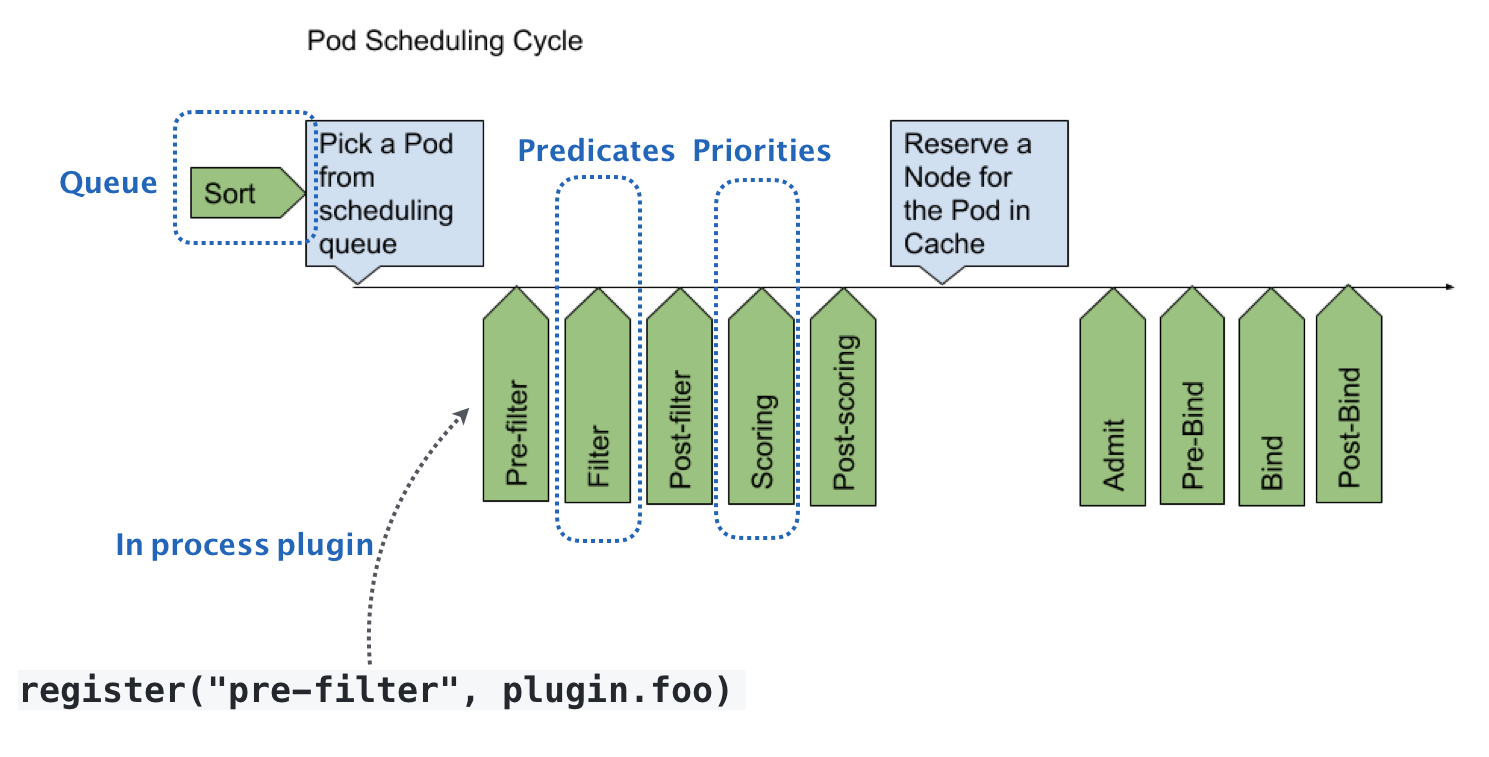 Pod Scheduling Cycle
Queue
Sort
Pick a Pod
from
scheduling
queue
Predicates
Priorities
Reserve a
Node for
the Pod in
Cache
Pre-filter
Filter
Post-filter
Scoring
Post-scoring
Admit
Pre-Bind
Bind
Post-Bind
In process plugin
register("pre-filter", plugin.foo)